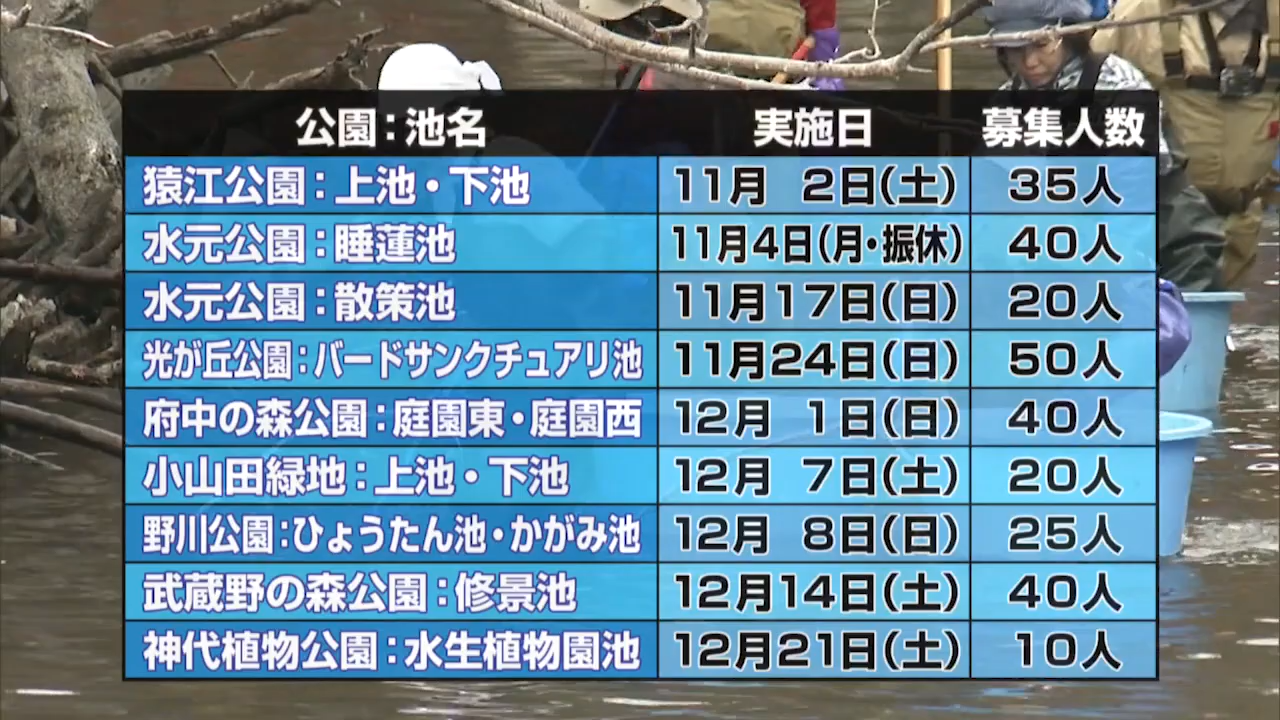 公園：池名 実施日 募集人数
猿江公園：上池・下池 11月 2日(土) 35人
水元公園：睡蓮池 11月4日(月・振休) 40人
水元公園：散策池 11月17日(日) 20人
光が丘公園：バードサンクチュアリ池 11月24日(日) 50人
府中の森公園：庭園東・庭園西 12月 1日(日) 40人
小山田緑地：上池・下池 12月 7日(土) 20人
野川公園：ひょうたん池・かがみ池 12月 8日(日) 25人
武蔵野の森公園：修景池 12月14日(土) 40人
神代植物公園：水生植物園池 12月21日(土) 10人